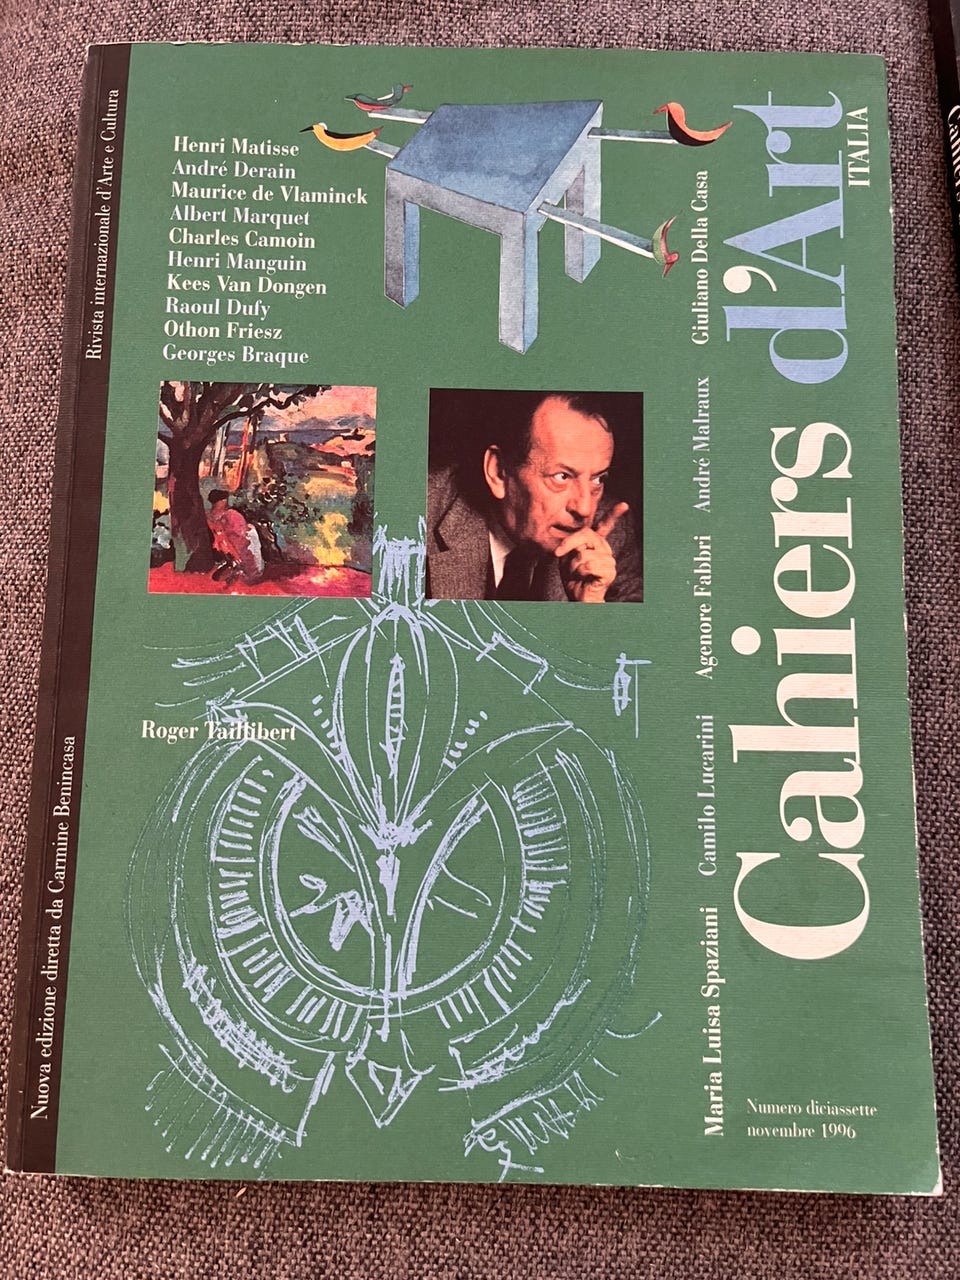 Rivista internazionale d'Arte e Cultura
Nuova edizione diretta da Carmine Benincasa
Henri Matisse
André Derain
Maurice de Vlaminck
Albert Marquet
Charles Camoin
Henri Manguin
Kees Van Dongen
Raoul Dufy
Othon Friesz
Georges Braque
Roger Taillibert
Maria Luisa Spaziani Camilo Lucarini Agenore Fabbri André Malraux Giuliano Della Casa
Cahiers d'Art
ITALIA
Numero diciassette
novembre 1996